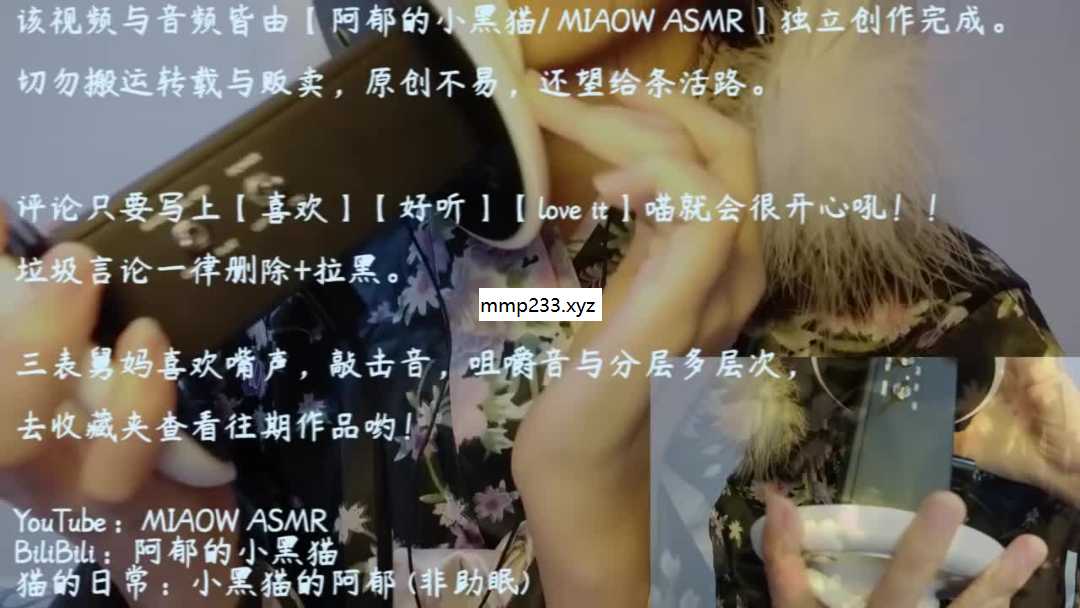 该视频与音频皆由【阿郁的小黑猫/ MIAOW ASMR】独立创作完成。
切勿搬运转载与贩卖，原创不易，还望给条活路。
评论只要写上【喜欢】【好听】【love it】喵就会很开心吼！！
垃圾言论一律删除+拉黑。
mmp233.xyz
三表舅妈喜欢嘴声，敲击音，咀嚼音与分层多层次，
去收藏夹查看往期作品哟！
YouTube：MIAOW ASMR
BiliBili：阿郁的小黑猫
猫的日常：小黑猫的阿郁(非助眠)